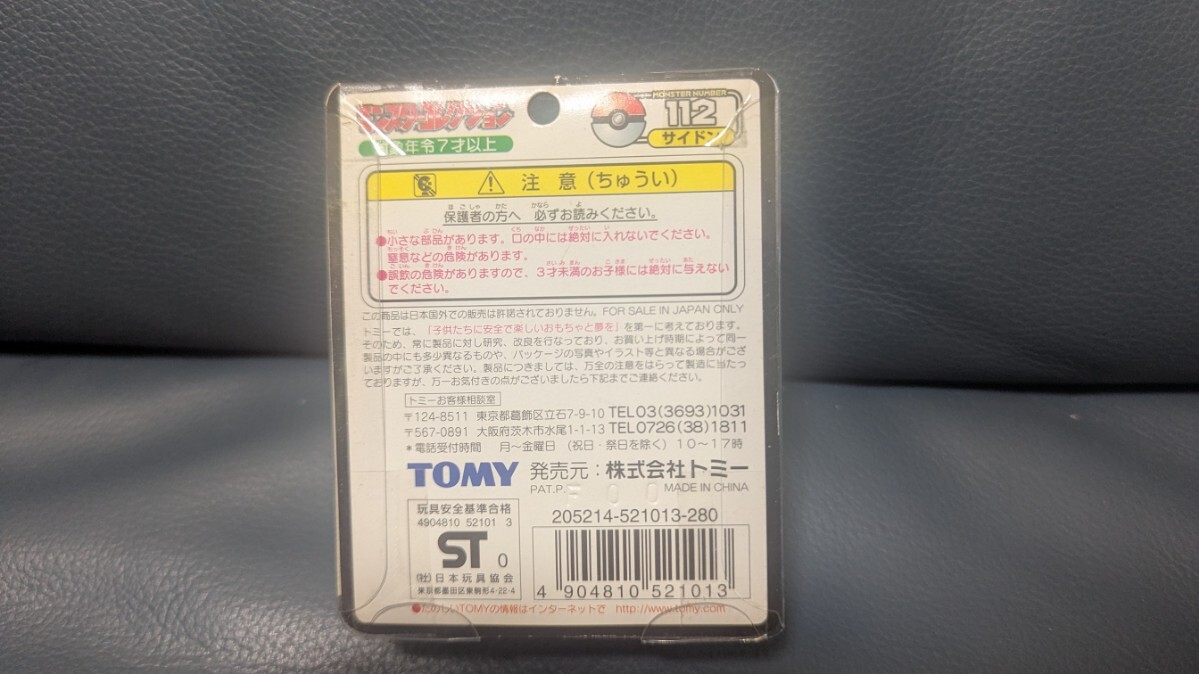 モンスターコレクション
MONSTER NUMBER
112
対象年令7才以上
サイドン
注意(ちゅうい)
保護者の方へ 必ずお読みください。
●小さな部品があります。口の中には絶対に入れないでください。
窒息などの危険があります。
●誤飲の危険がありますので、3才未満のお子様には絶対に与えない
でください。
この商品は日本国外での販売は許諾されておりません。FOR SALE IN JAPAN ONLY
トミーでは、「子供たちに安全で楽しいおもちゃと夢を」を第一に考えております。
そのため、常に製品に対し研究、改良を行なっており、お買い上げ時期によって同一
製品の中にも多少異なるものや、パッケージの写真やイラスト等と異なる場合がござ
いますがご了承ください。製品につきましては、万全の注意をはらって製造に当たっ
ておりますが、万一お気付きの点がございましたら下記までご連絡ください。
トミーお客様相談室
〒124-8511 東京都葛飾区立石7-9-10 TEL03(3693)1031
〒567-0891 大阪府茨木市水尾1-1-13 TEL0726(38)1811
*電話受付時間 月〜金曜日 (祝日・祭日を除く) 10〜17時
TOMY 発売元:株式会社トミー
PAT.P. MADE IN CHINA
玩具安全基準合格
4904810 52101 3
ST 0
(社)日本玩具協会
東京都墨田区東駒形4-22-4
205214-521013-280
4 904810 521013
●たのしいTOMYの情報はインターネットで http://www.tomy.com